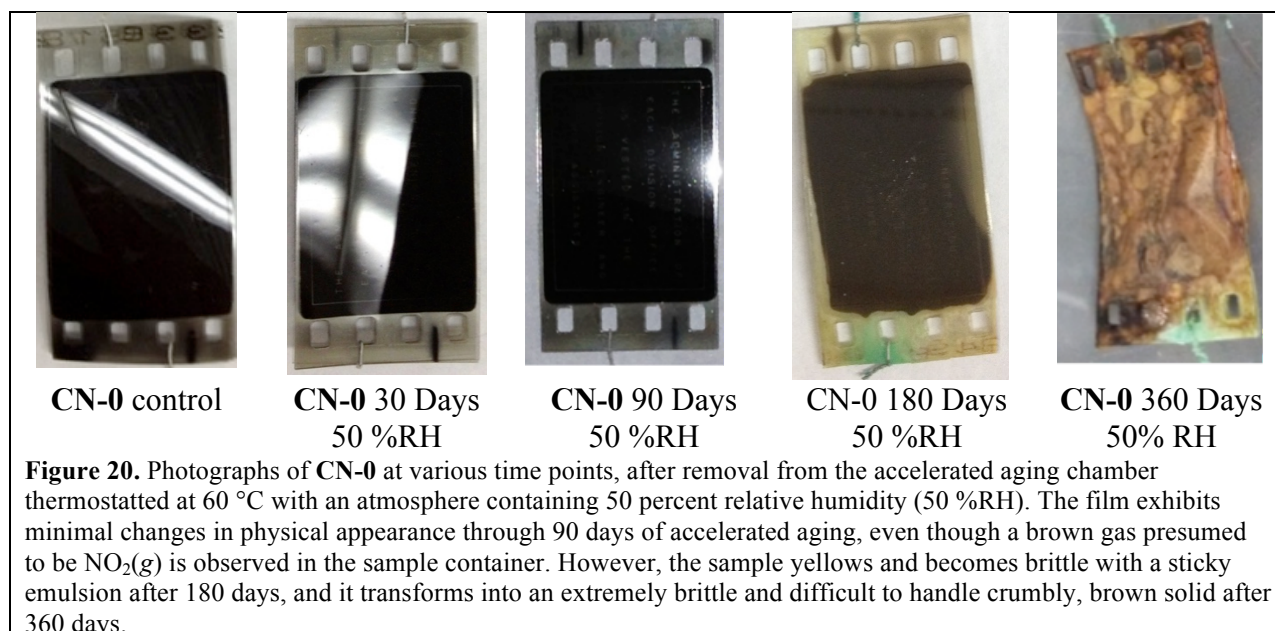 THE ADMINISTRATION
DIVISION
CN-0 control
CN-0 30 Days
50 %RH
CN-0 90 Days
50 %RH
CN-0 180 Days
50 %RH
CN-0 360 Days
50% RH
Figure 20. Photographs of CN-0 at various time points, after removal from the accelerated aging chamber
thermostatted at 60 °C with an atmosphere containing 50 percent relative humidity (50 %RH). The film exhibits
minimal changes in physical appearance through 90 days of accelerated aging, even though a brown gas presumed
to be NO₂(g) is observed in the sample container. However, the sample yellows and becomes brittle with a sticky
emulsion after 180 days, and it transforms into an extremely brittle and difficult to handle crumbly, brown solid after
360 days.